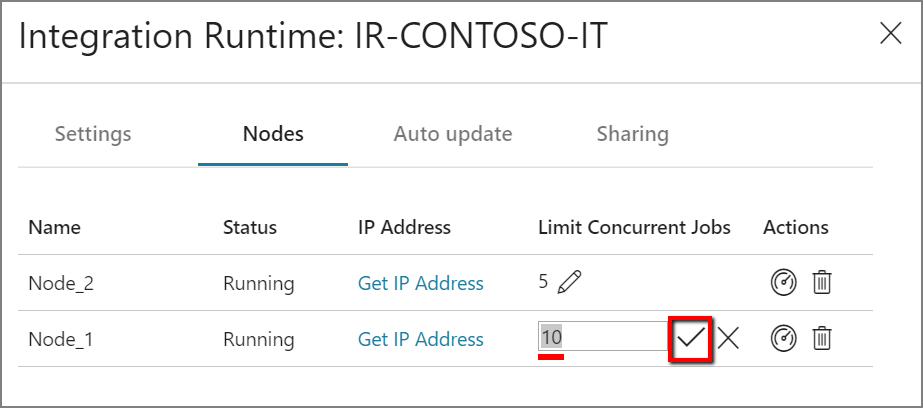 Integration Runtime: IR-CONTOSO-IT
Settings Nodes Auto update Sharing
Name Status IP Address Limit Concurrent Jobs Actions
Node_2 Running Get IP Address 5
Node_1 Running Get IP Address 10